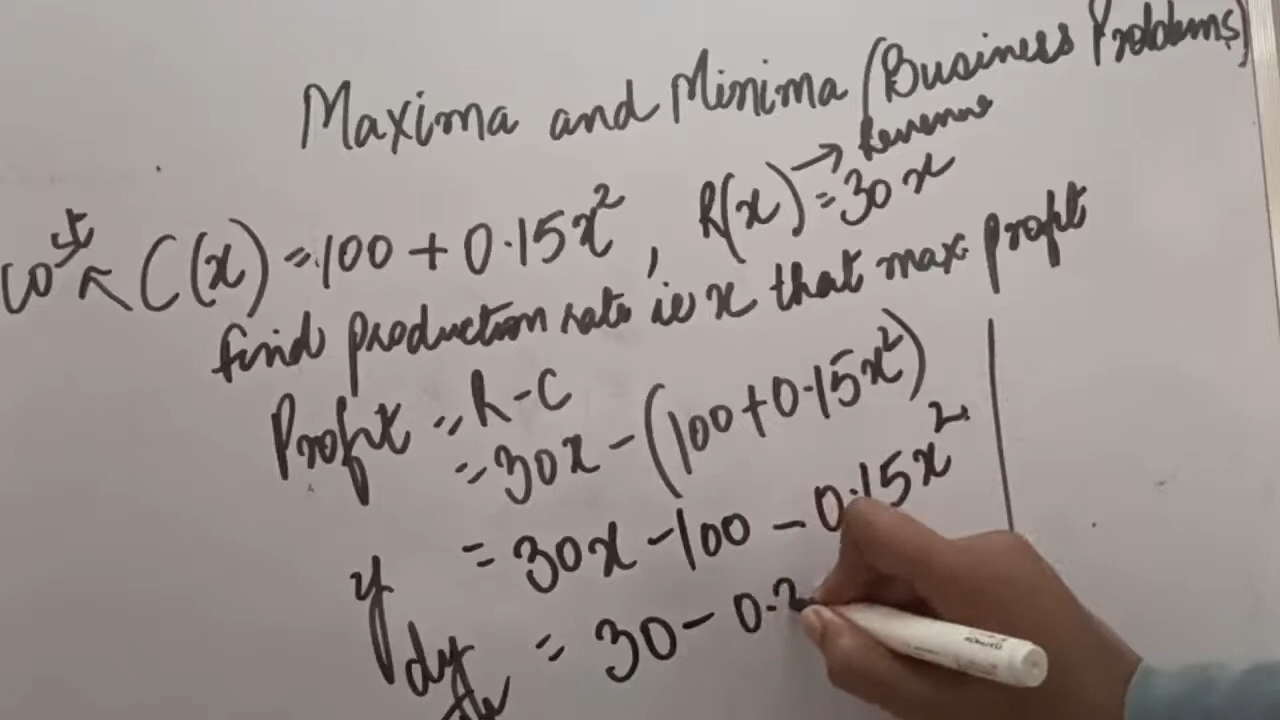 Maxima and Minima (Business Problems)
Cost ← C(x) = 100 + 0.15x², R(x) = 30x → Revenue
find production rate ie x that max. profit
Profit = R-C
= 30x - (100+0.15x²)
y = 30x - 100 - 0.15x²
dy = 30 - 0.3